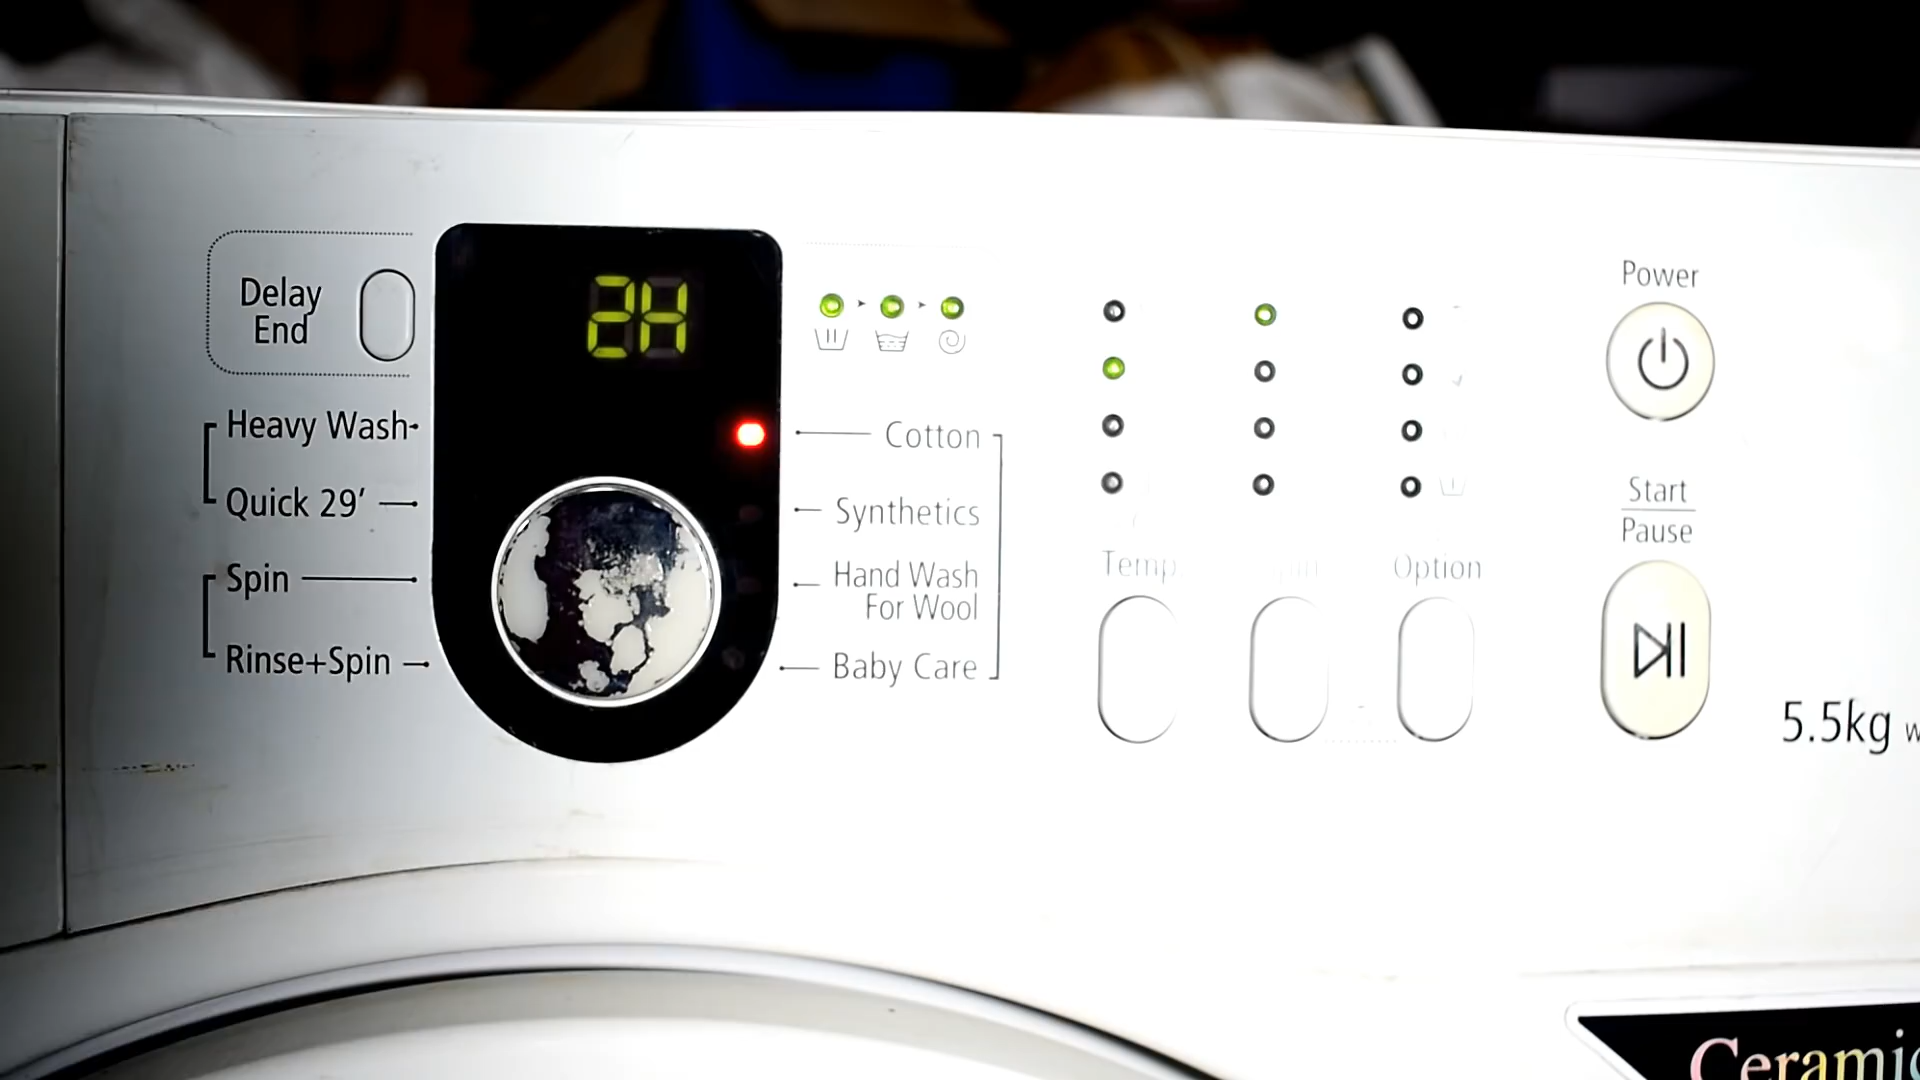 Delay
End
2H
Heavy Wash
Quick 29′
Spin
Rinse+Spin
Cotton
Synthetics
Hand Wash
For Wool
Baby Care
Temp.
Option
Power
Start
Pause
5.5kg
Ceramic